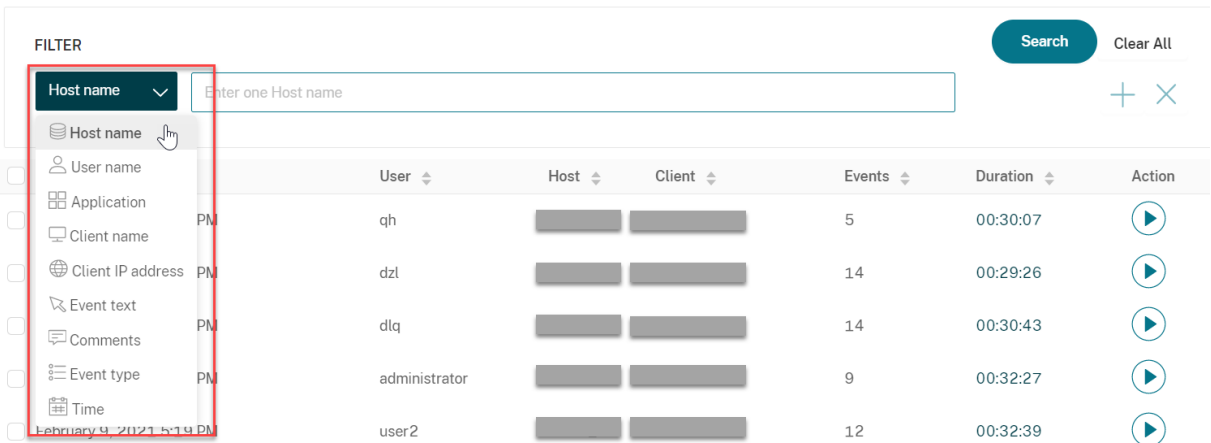 Search Clear All
FILTER
Host name Enter one Host name
Host name
User name
User Host Client Events Duration Action
Application
PM qh 5 00:30:07
Client name
Client IP address PM dzl 14 00:29:26
Event text
PM dlq 14 00:30:43
Comments
Event type PM administrator 9 00:32:27
Time
February 9, 2021 5:19 PM user2 12 00:32:39